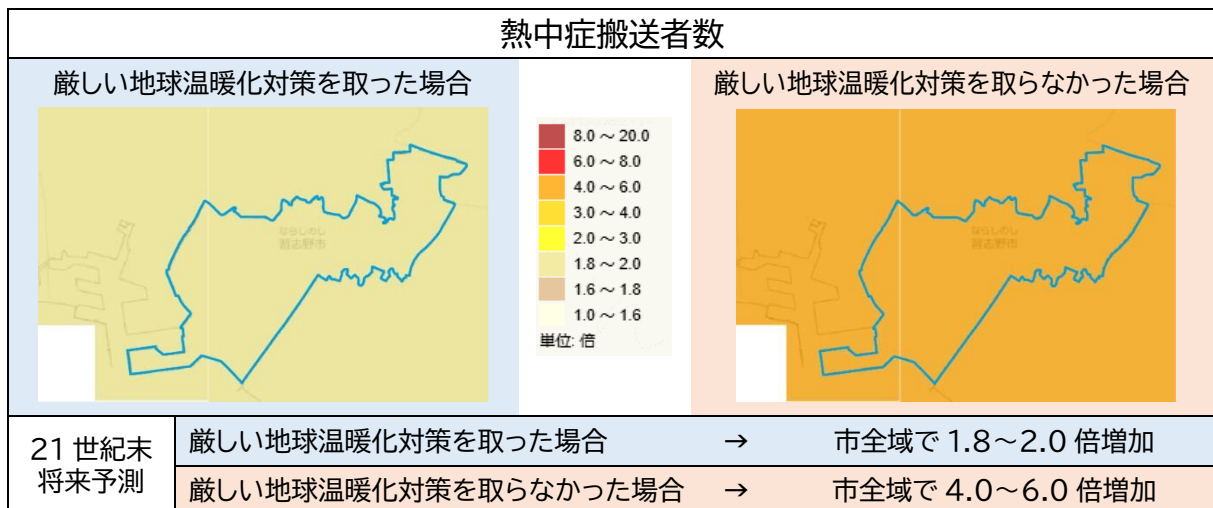 熱中症搬送者数
厳しい地球温暖化対策を取った場合
厳しい地球温暖化対策を取らなかった場合
8.0 ～ 20.0
6.0 ～ 8.0
4.0 ～ 6.0
3.0 ～ 4.0
2.0 ～ 3.0
1.8 ～ 2.0
1.6 ～ 1.8
1.0 ～ 1.6
単位: 倍
ならしのし
習志野市
ならしのし
習志野市
21 世紀末
将来予測
厳しい地球温暖化対策を取った場合 → 市全域で 1.8～2.0 倍増加
厳しい地球温暖化対策を取らなかった場合 → 市全域で 4.0～6.0 倍増加